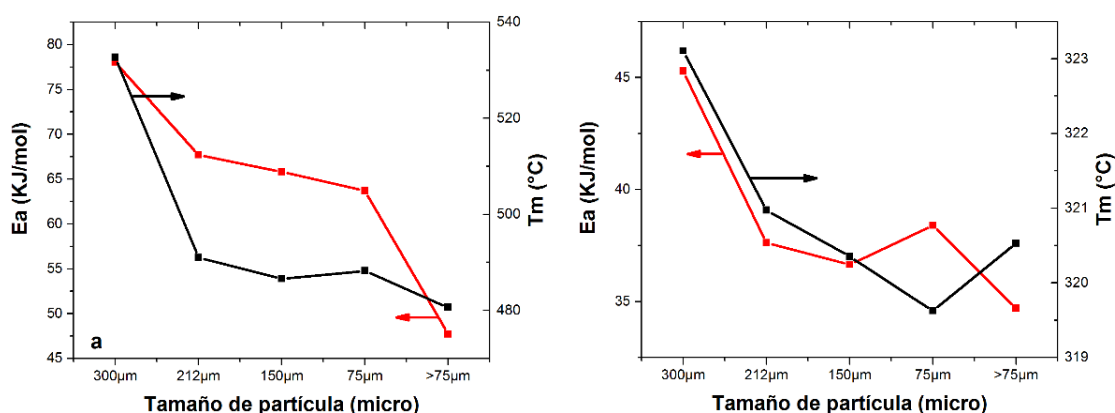 80
75
70
65
60
55
50
45
Ea (KJ/mol)
540
520
500
480
Tm (°C)
a
300µm
212µm
150µm
75µm
>75µm
Tamaño de partícula (micro)
45
40
35
Ea (KJ/mol)
323
322
321
320
319
Tm (°C)
300µm
212µm
150µm
75µm
>75µm
Tamaño de partícula (micro)